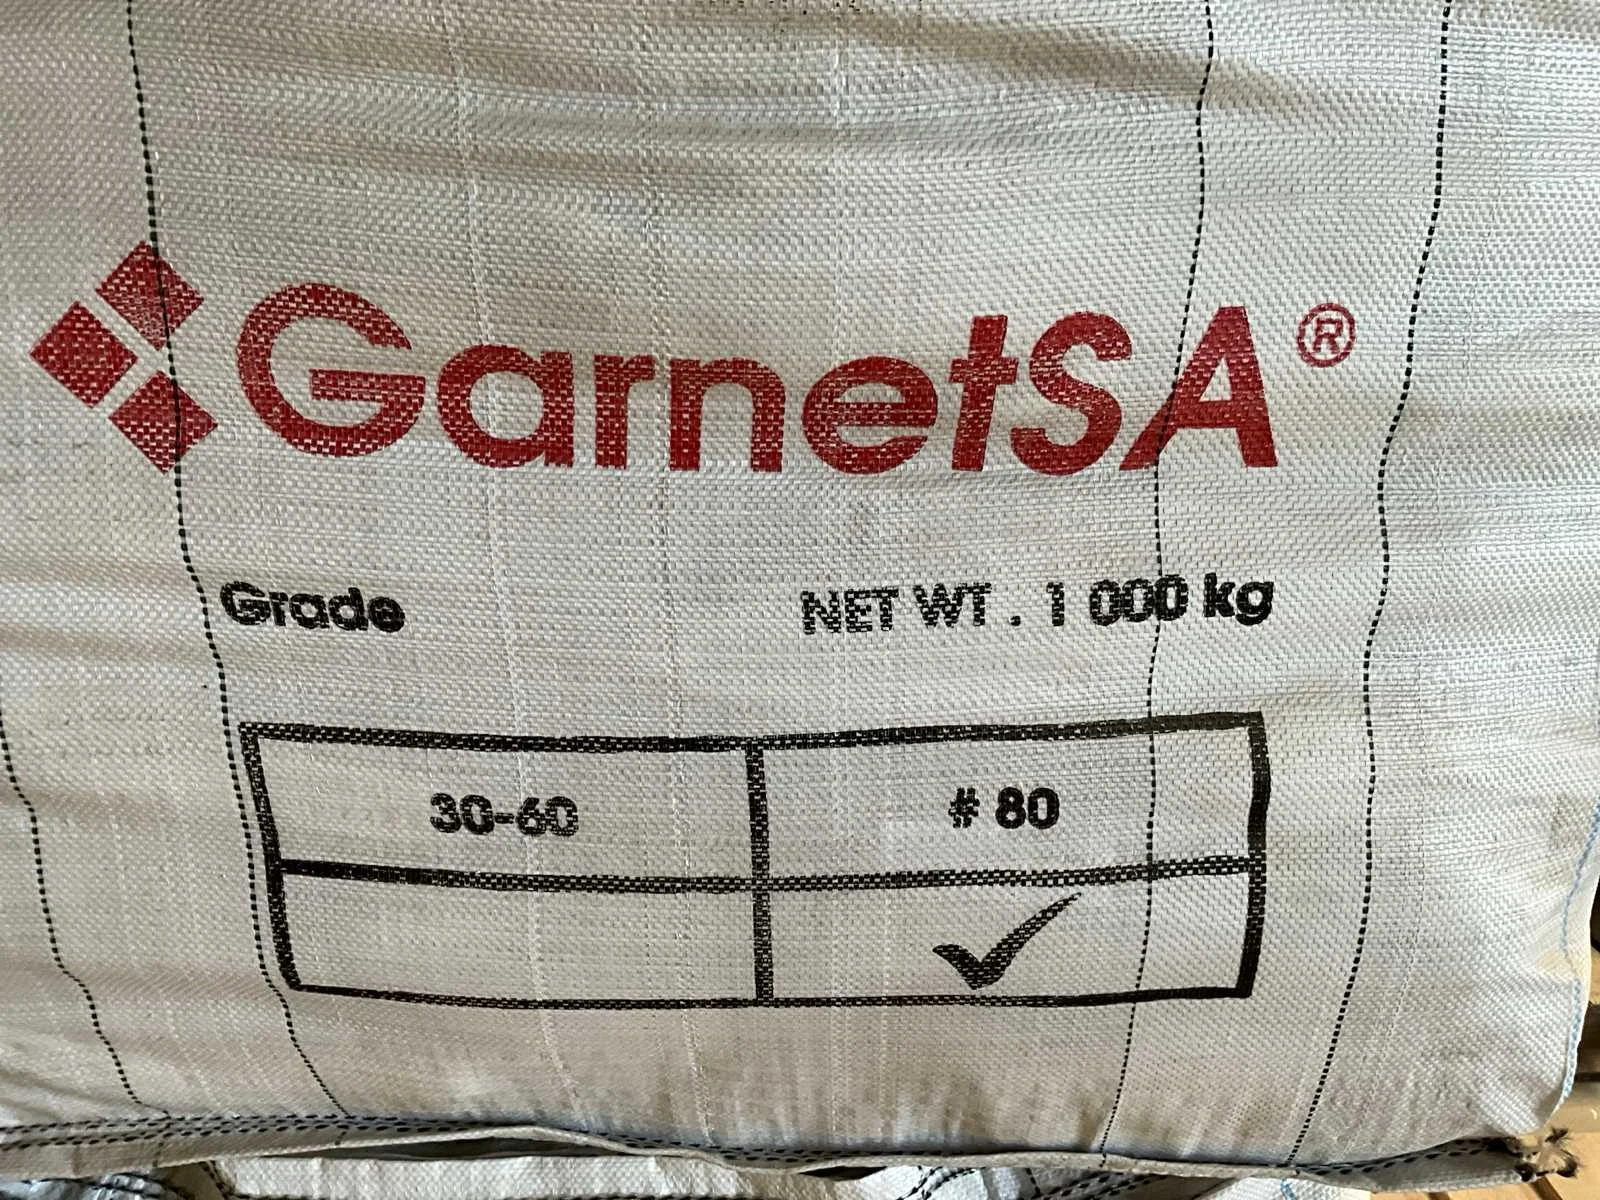 GarnetSA®
Grade NET WT . 1 000 kg
30-60 # 80
✓